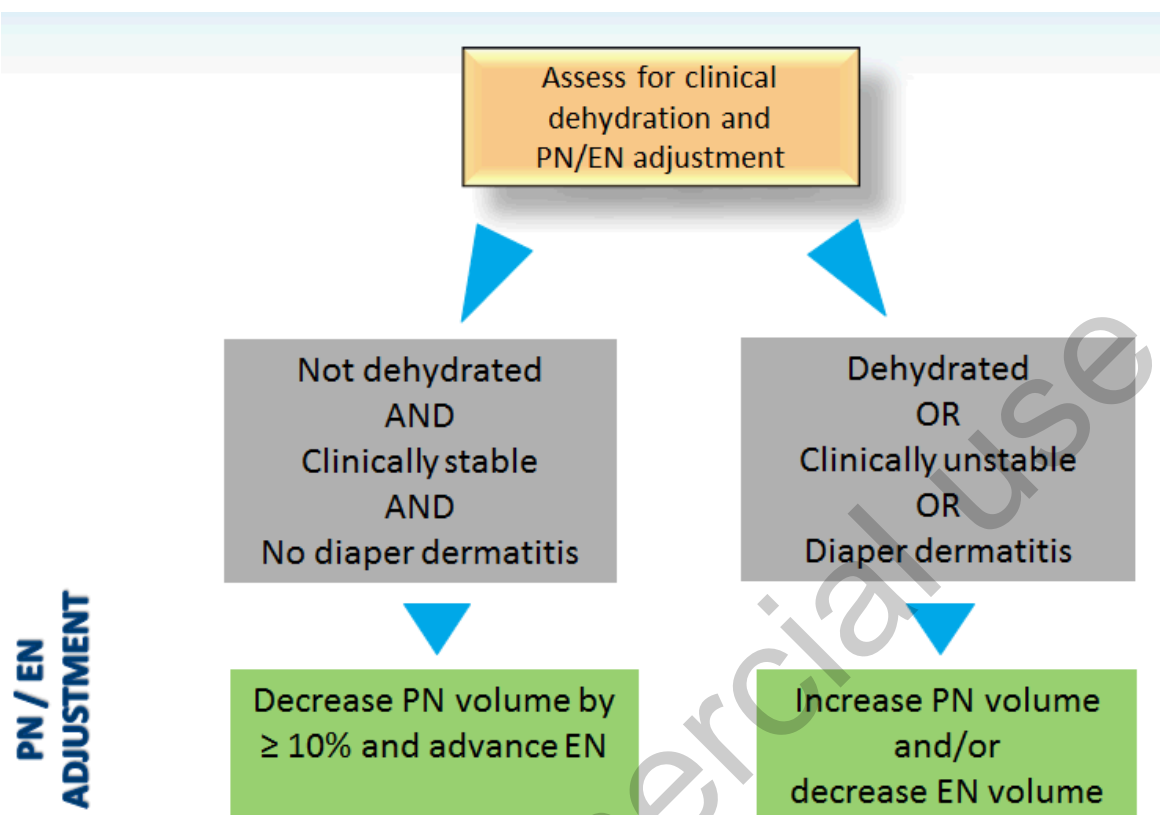 Assess for clinical
dehydration and
PN/EN adjustment
Not dehydrated
AND
Clinically stable
AND
No diaper dermatitis
Dehydrated
OR
Clinically unstable
OR
Diaper dermatitis
PN / EN
ADJUSTMENT
Decrease PN volume by
≥ 10% and advance EN
Increase PN volume
and/or
decrease EN volume
ercial use